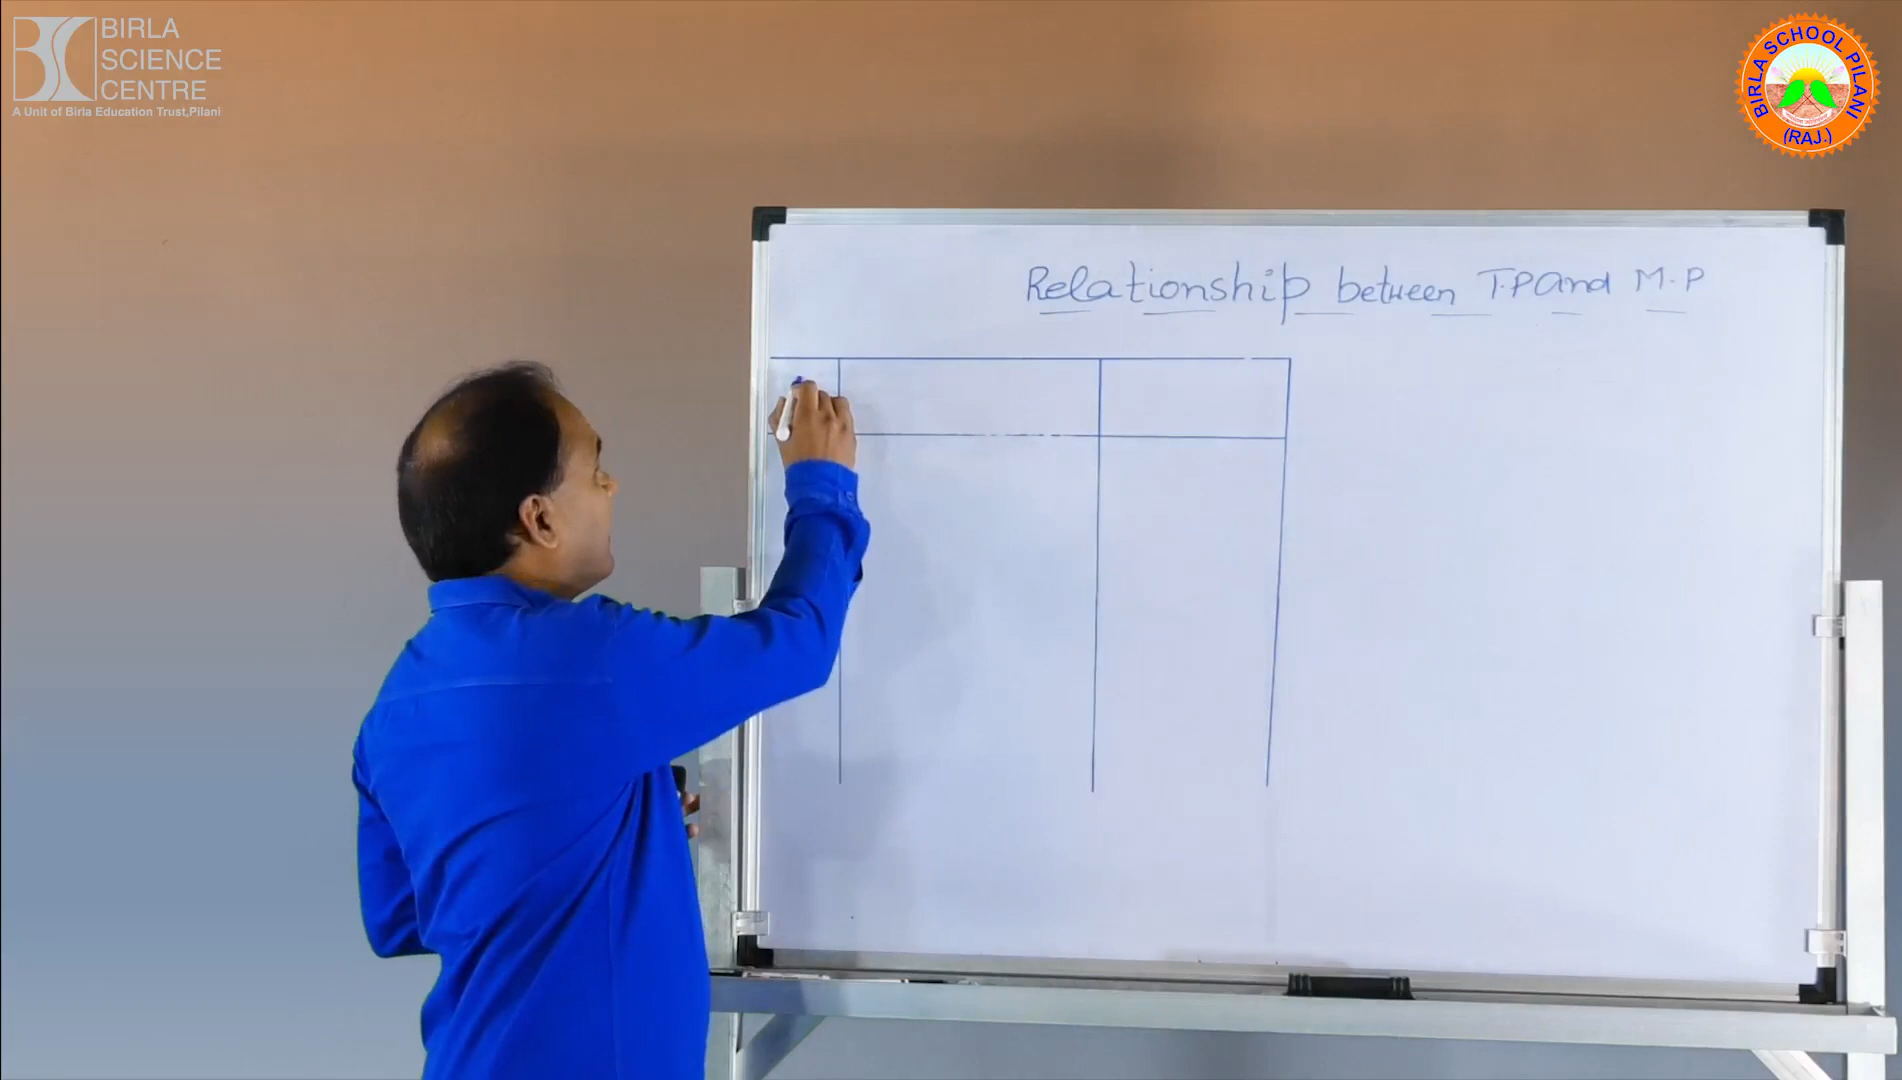 BIRLA
SCIENCE
CENTRE
A Unit of Birla Education Trust,Pilani
BIRLA SCHOOL PILANI
(RAJ.)
Relationship between T.P and M.P